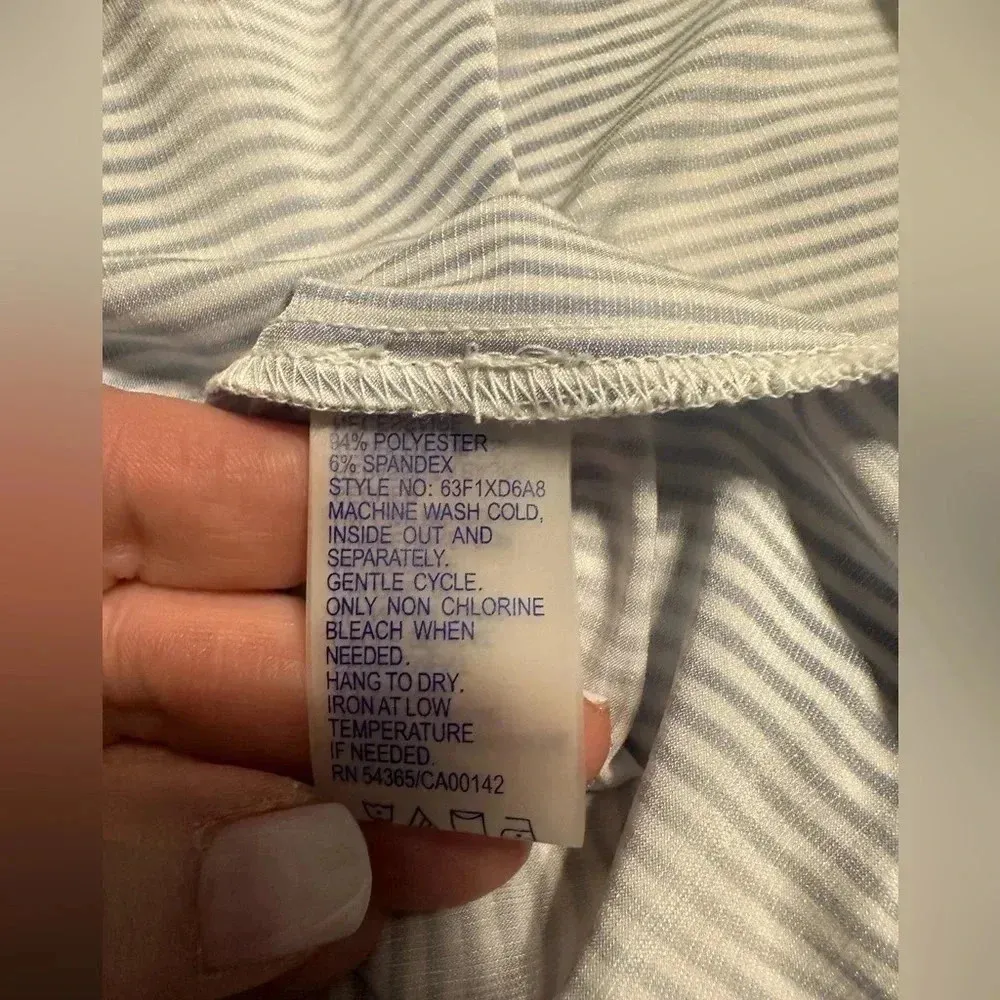 94% POLYESTER
6% SPANDEX
STYLE NO: 63F1XD6A8
MACHINE WASH COLD,
INSIDE OUT AND
SEPARATELY.
GENTLE CYCLE.
ONLY NON CHLORINE
BLEACH WHEN
NEEDED.
HANG TO DRY.
IRON AT LOW
TEMPERATURE
IF NEEDED.
RN 54365/CA00142